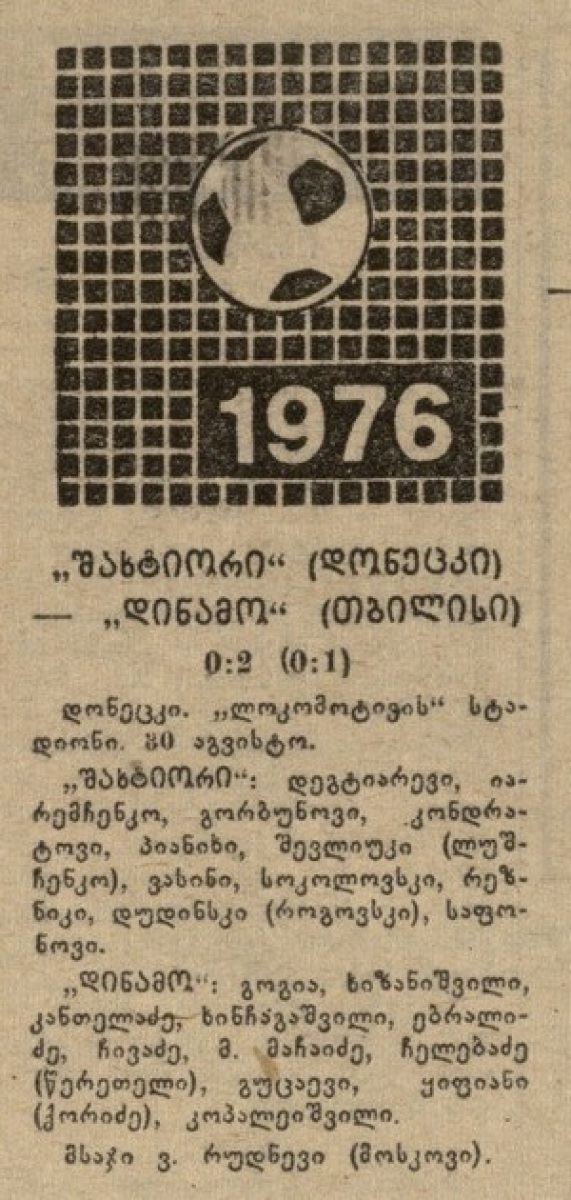 1976
„შახტიორი“ (დონეცკი)
— „დინამო“ (თბილისი)
0:2 (0:1)
დონეცკი. „ლოკომოტივის“ სტა-
დიონი. 30 აგვისტო.
„შახტიორი“: დეგტიარევი, ია-
რემჩენკო, გორბუნოვი, კონდრა-
ტოვი, პიანიხი, შევლიუკი (ლუშ-
ჩენკო), ვასინი, სოკოლოვსკი, რეზ-
ნიკი, დუდინსკი (როგოვსკი), საფო-
ნოვი.
„დინამო“: გოგია, ხიზანიშვილი,
კანთელაძე, ხინჩაგაშვილი, ებრალი-
ძე, ჩივაძე, მ. მაჩაიძე, ჩელებაძე
(წერეთელი), გუცაევი, ყიფიანი
(ქორიძე), კოპალეიშვილი.
მსაჯი ვ. რუდნევი (მოსკოვი).